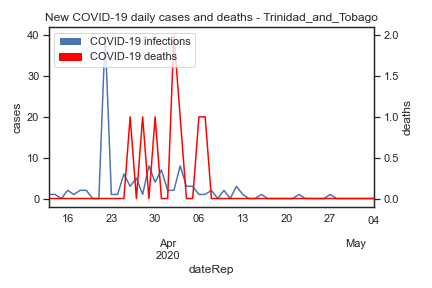 New COVID-19 daily cases and deaths - Trinidad_and_Tobago
COVID-19 infections
COVID-19 deaths
40
30
20
10
0
cases
2.0
1.5
1.0
0.5
0.0
deaths
16 23 30 06 13 20 27 04
Apr May
2020
dateRep